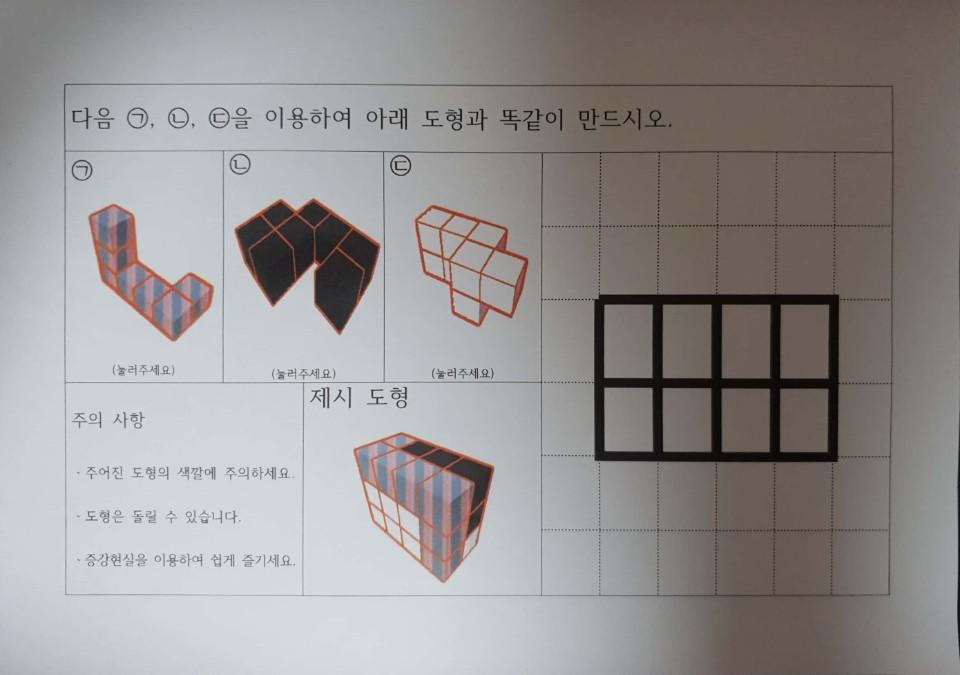 다음 ㉠, ㉡, ㉢을 이용하여 아래 도형과 똑같이 만드시오.
㉠
㉡
㉢
(눌러주세요)
(눌러주세요)
(눌러주세요)
주의 사항
· 주어진 도형의 색깔에 주의하세요.
· 도형은 돌릴 수 있습니다.
· 증강현실을 이용하여 쉽게 즐기세요.
제시 도형